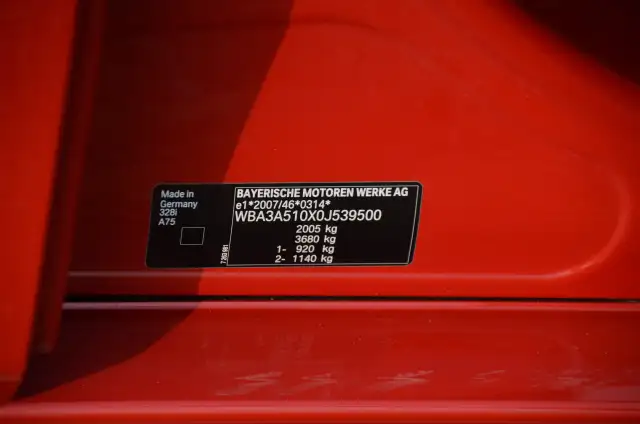 Made in
Germany
328i
A75
BAYERISCHE MOTOREN WERKE AG
e1*2007/46*0314*
WBA3A510X0J539500
2005 kg
3680 kg
1- 920 kg
2- 1140 kg